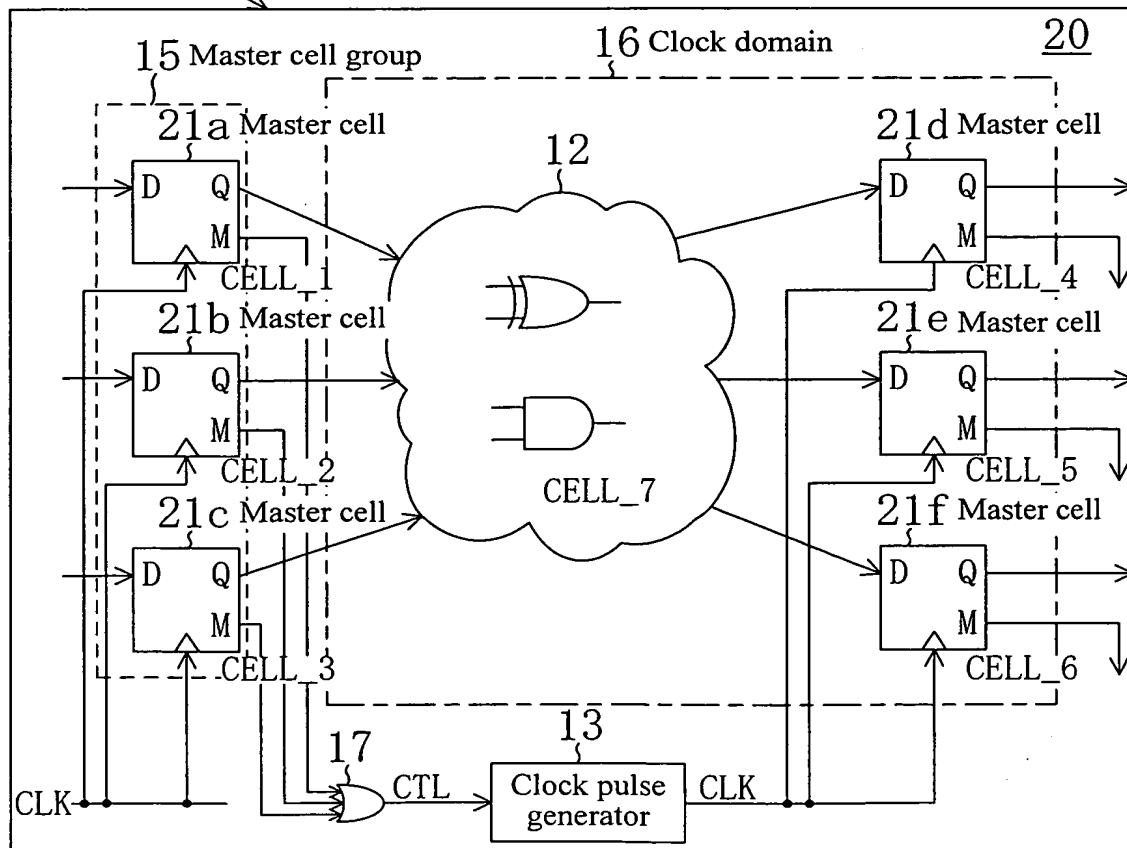 20
15 Master cell group
16 Clock domain
21a Master cell
D Q
M
CELL_1
21b Master cell
D Q
M
CELL_2
21c Master cell
D Q
M
CELL_3
12
CELL_7
21d Master cell
D Q
M
CELL_4
21e Master cell
D Q
M
CELL_5
21f Master cell
D Q
M
CELL_6
CLK
17
CTL
13
Clock pulse
generator
CLK